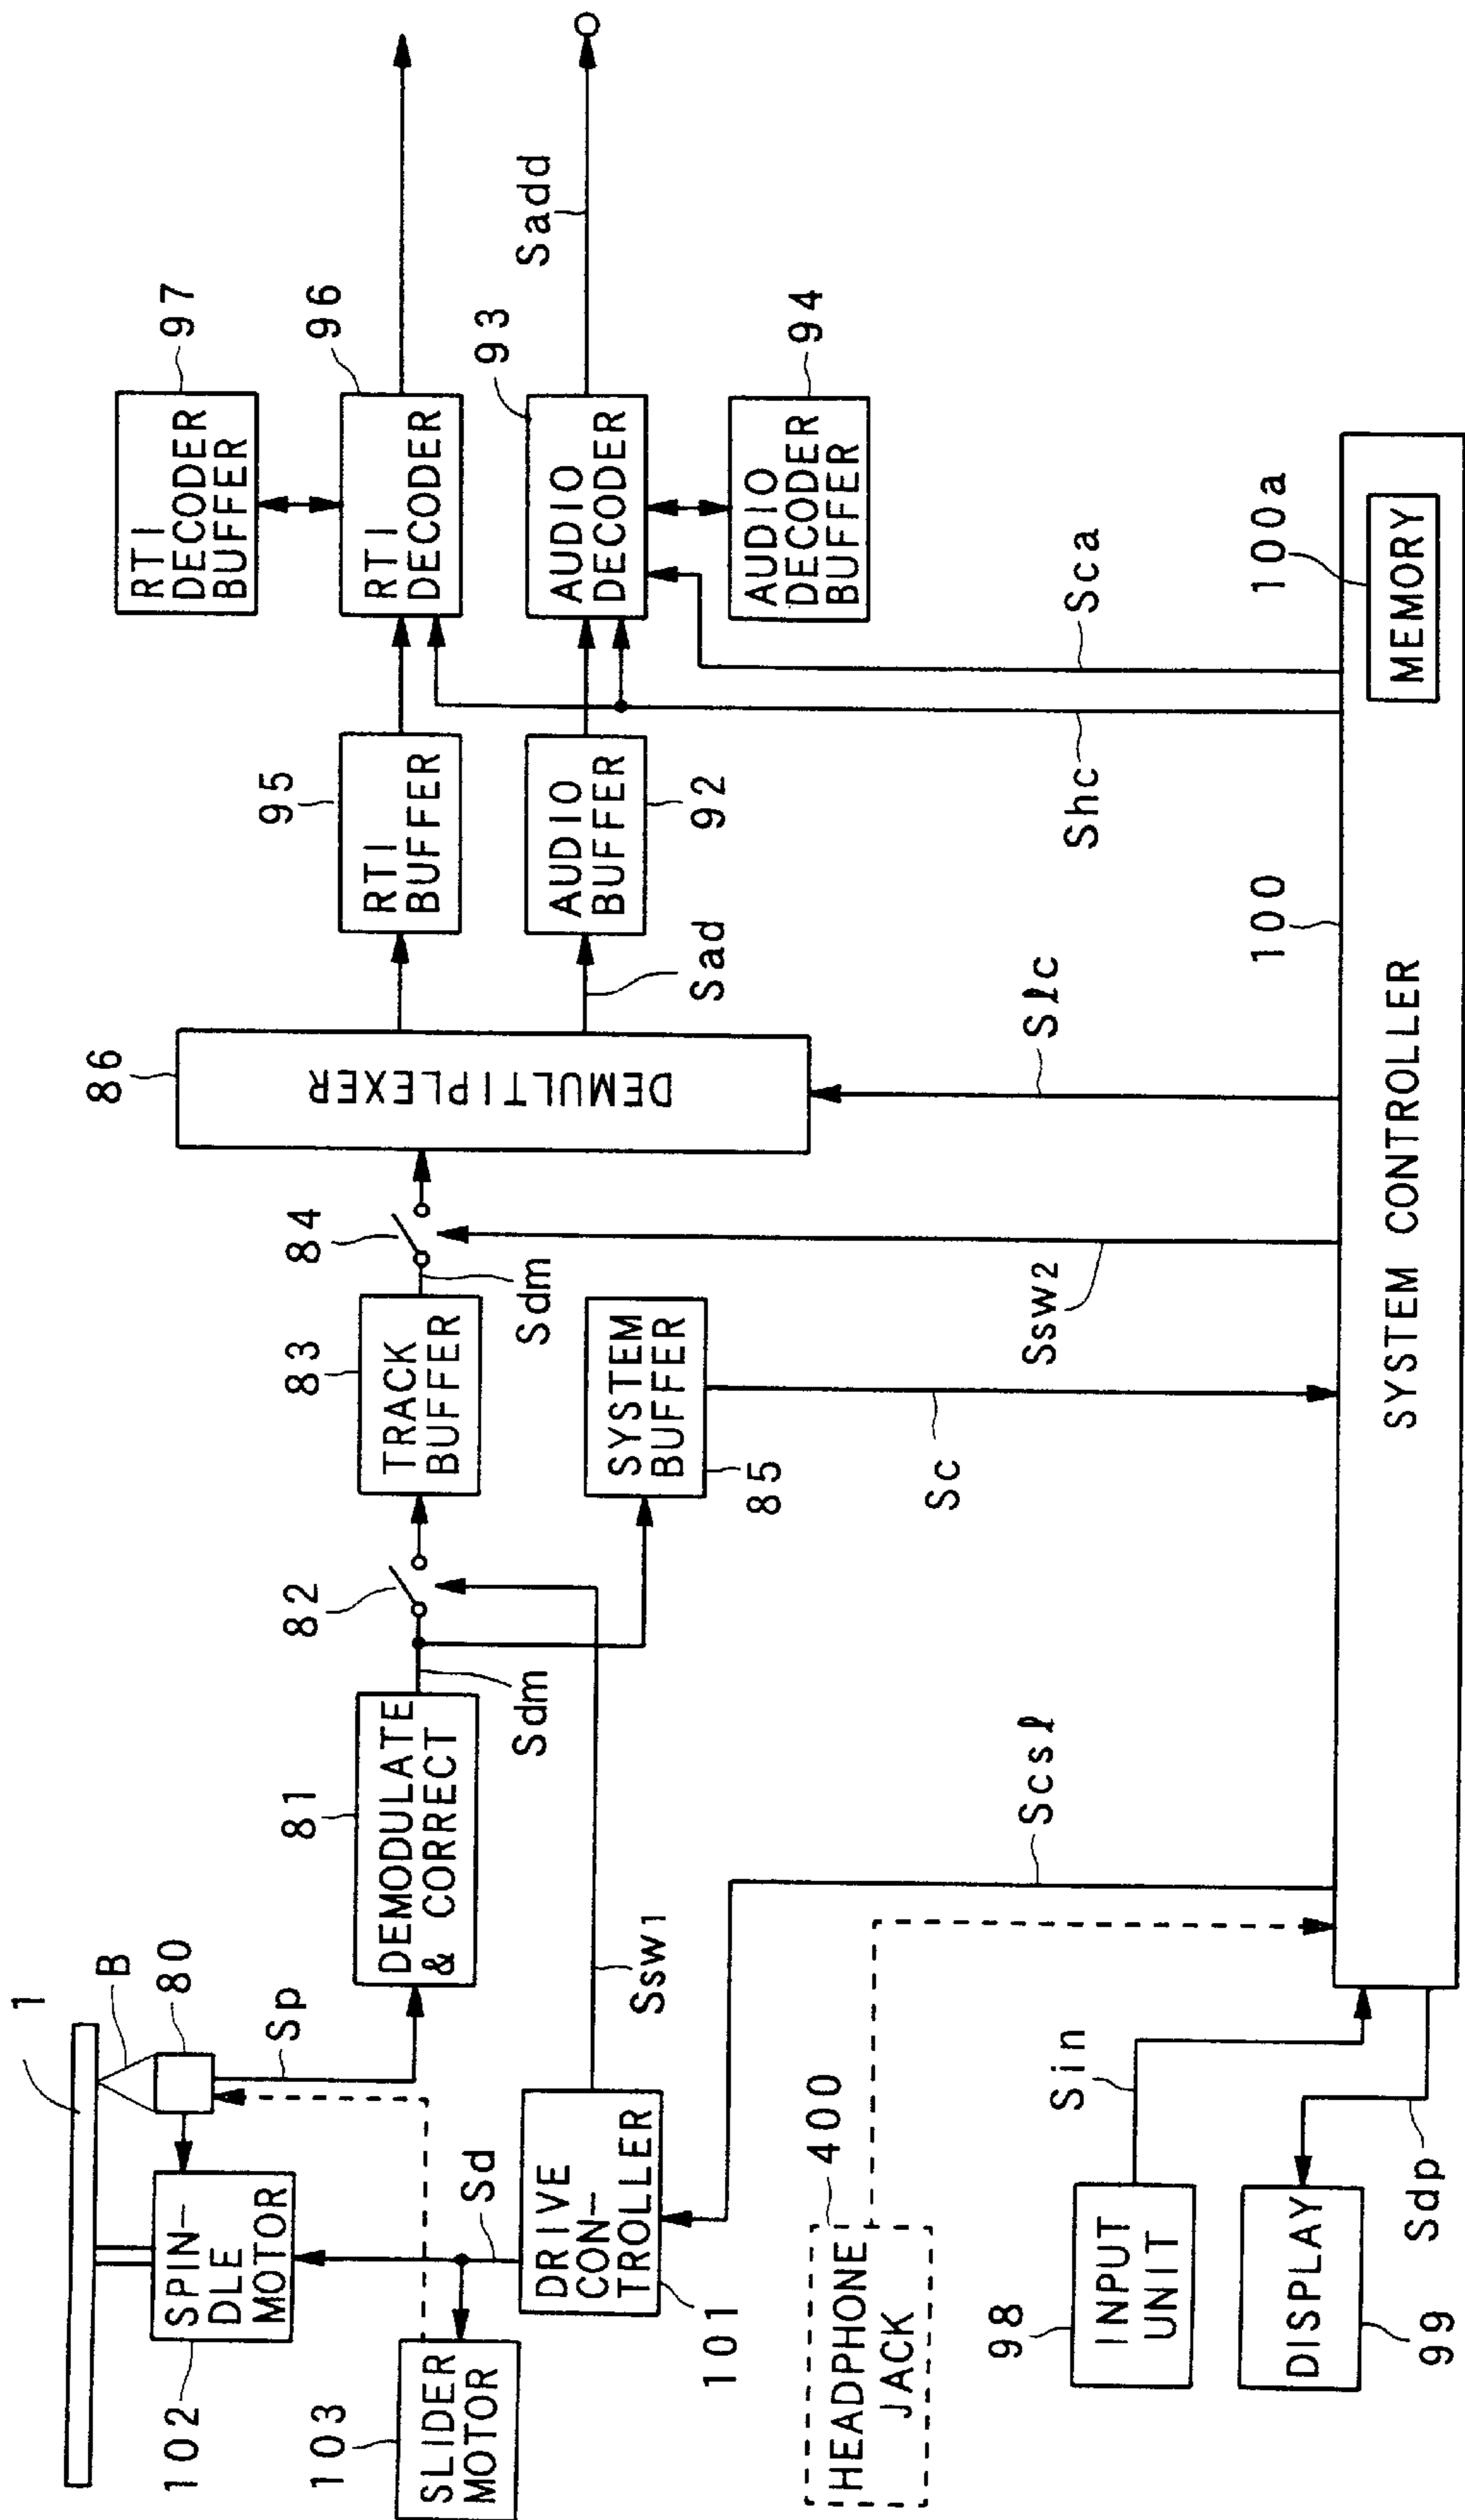 1
B
80
102
SPIN-
DLE
MOTOR
Sp
103
SLIDER
MOTOR
Sd
DRIVE
CON-
TROLLER
101
81
DEMODULATE
& CORRECT
Sdm
Ssw1
82
83
TRACK
BUFFER
Sdm
84
SYSTEM
BUFFER
85
86
DEMULTIPLEXER
95
RTI
BUFFER
Sad
AUDIO
BUFFER
92
97
RTI
DECODER
BUFFER
96
RTI
DECODER
93
AUDIO
DECODER
Sadd
94
AUDIO
DECODER
BUFFER
400
HEADPHONE
JACK
Scsl
Sc
Ssw2
Slc
Shc
Sca
98
INPUT
UNIT
Sin
DISPLAY
99
Sdp
100
SYSTEM CONTROLLER
100a
MEMORY